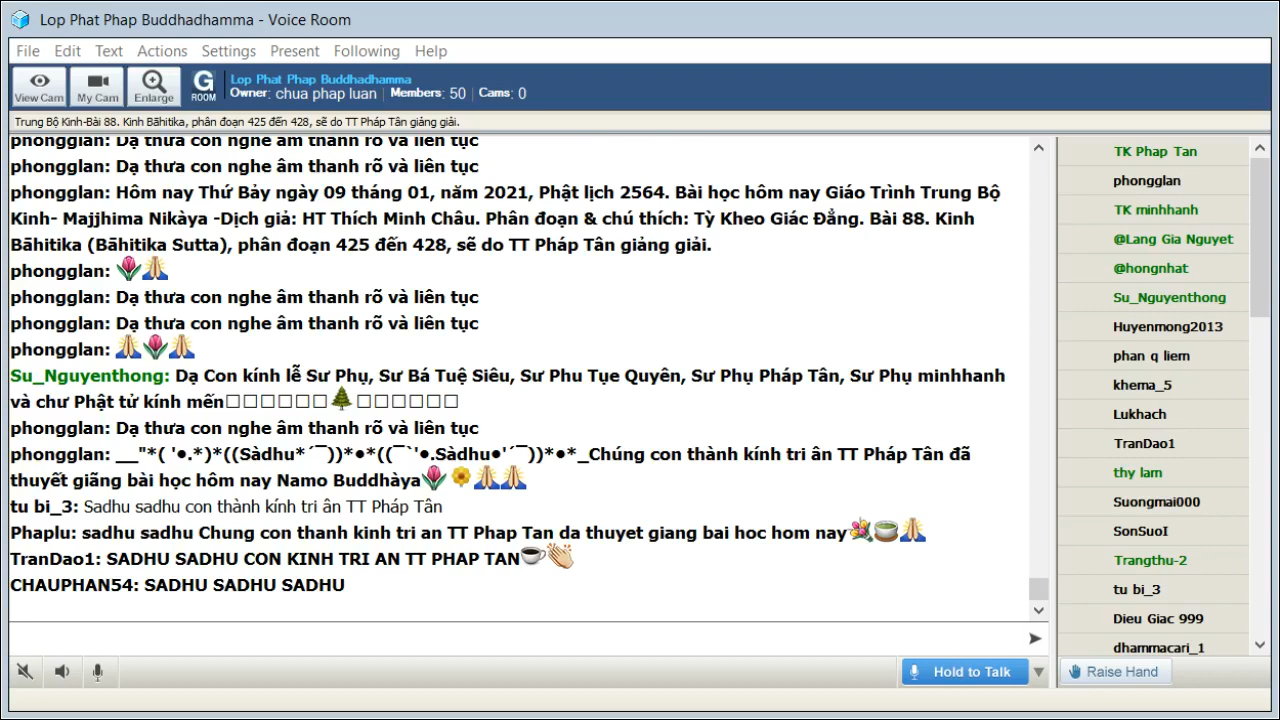 Lop Phat Phap Buddhadhamma - Voice Room
File Edit Text Actions Settings Present Following Help
View Cam My Cam Enlarge G ROOM
Lop Phat Phap Buddhadhamma
Owner: chua phap luan Members: 50 Cams: 0
Trung Bộ Kinh-Bài 88. Kinh Bāhitika, phân đoạn 425 đến 428, sẽ do TT Pháp Tân giảng giải.
phongglan: Dạ thưa con nghe âm thanh rõ và liên tục
phongglan: Dạ thưa con nghe âm thanh rõ và liên tục
phongglan: Hôm nay Thứ Bảy ngày 09 tháng 01, năm 2021, Phật lịch 2564. Bài học hôm nay Giáo Trình Trung Bộ
Kinh- Majjhima Nikàya -Dịch giả: HT Thích Minh Châu. Phân đoạn & chú thích: Tỳ Kheo Giác Đẳng. Bài 88. Kinh
Bāhitika (Bāhitika Sutta), phân đoạn 425 đến 428, sẽ do TT Pháp Tân giảng giải.
phongglan: 🌷🙏
phongglan: Dạ thưa con nghe âm thanh rõ và liên tục
phongglan: Dạ thưa con nghe âm thanh rõ và liên tục
phongglan: 🙏🌷🙏
Su_Nguyenthong: Dạ Con kính lễ Sư Phụ, Sư Bá Tuệ Siêu, Sư Phu Tụe Quyên, Sư Phụ Pháp Tân, Sư Phụ minhhanh
và chư Phật tử kính mến□□□□□□🌲□□□□□□
phongglan: Dạ thưa con nghe âm thanh rõ và liên tục
phongglan: __"*( '•.*)*((Sàdhu*´¯))*•*((¯`'•.Sàdhu•'´¯))*•*_Chúng con thành kính tri ân TT Pháp Tân đã
thuyết giãng bài học hôm nay Namo Buddhàya🌷🌼🙏🙏
tu bi_3: Sadhu sadhu con thành kính tri ân TT Pháp Tân
Phaplu: sadhu sadhu Chung con thanh kinh tri an TT Phap Tan da thuyet giang bai hoc hom nay💐🍵🙏
TranDao1: SADHU SADHU CON KINH TRI AN TT PHAP TAN☕👏
CHAUPHAN54: SADHU SADHU SADHU
TK Phap Tan
phongglan
TK minhhanh
@Lang Gia Nguyet
@hongnhat
Su_Nguyenthong
Huyenmong2013
phan q liem
khema_5
Lukhach
TranDao1
thy lam
Suongmai000
SonSuoI
Trangthu-2
tu bi_3
Dieu Giac 999
dhammacari_1
Hold to Talk
Raise Hand